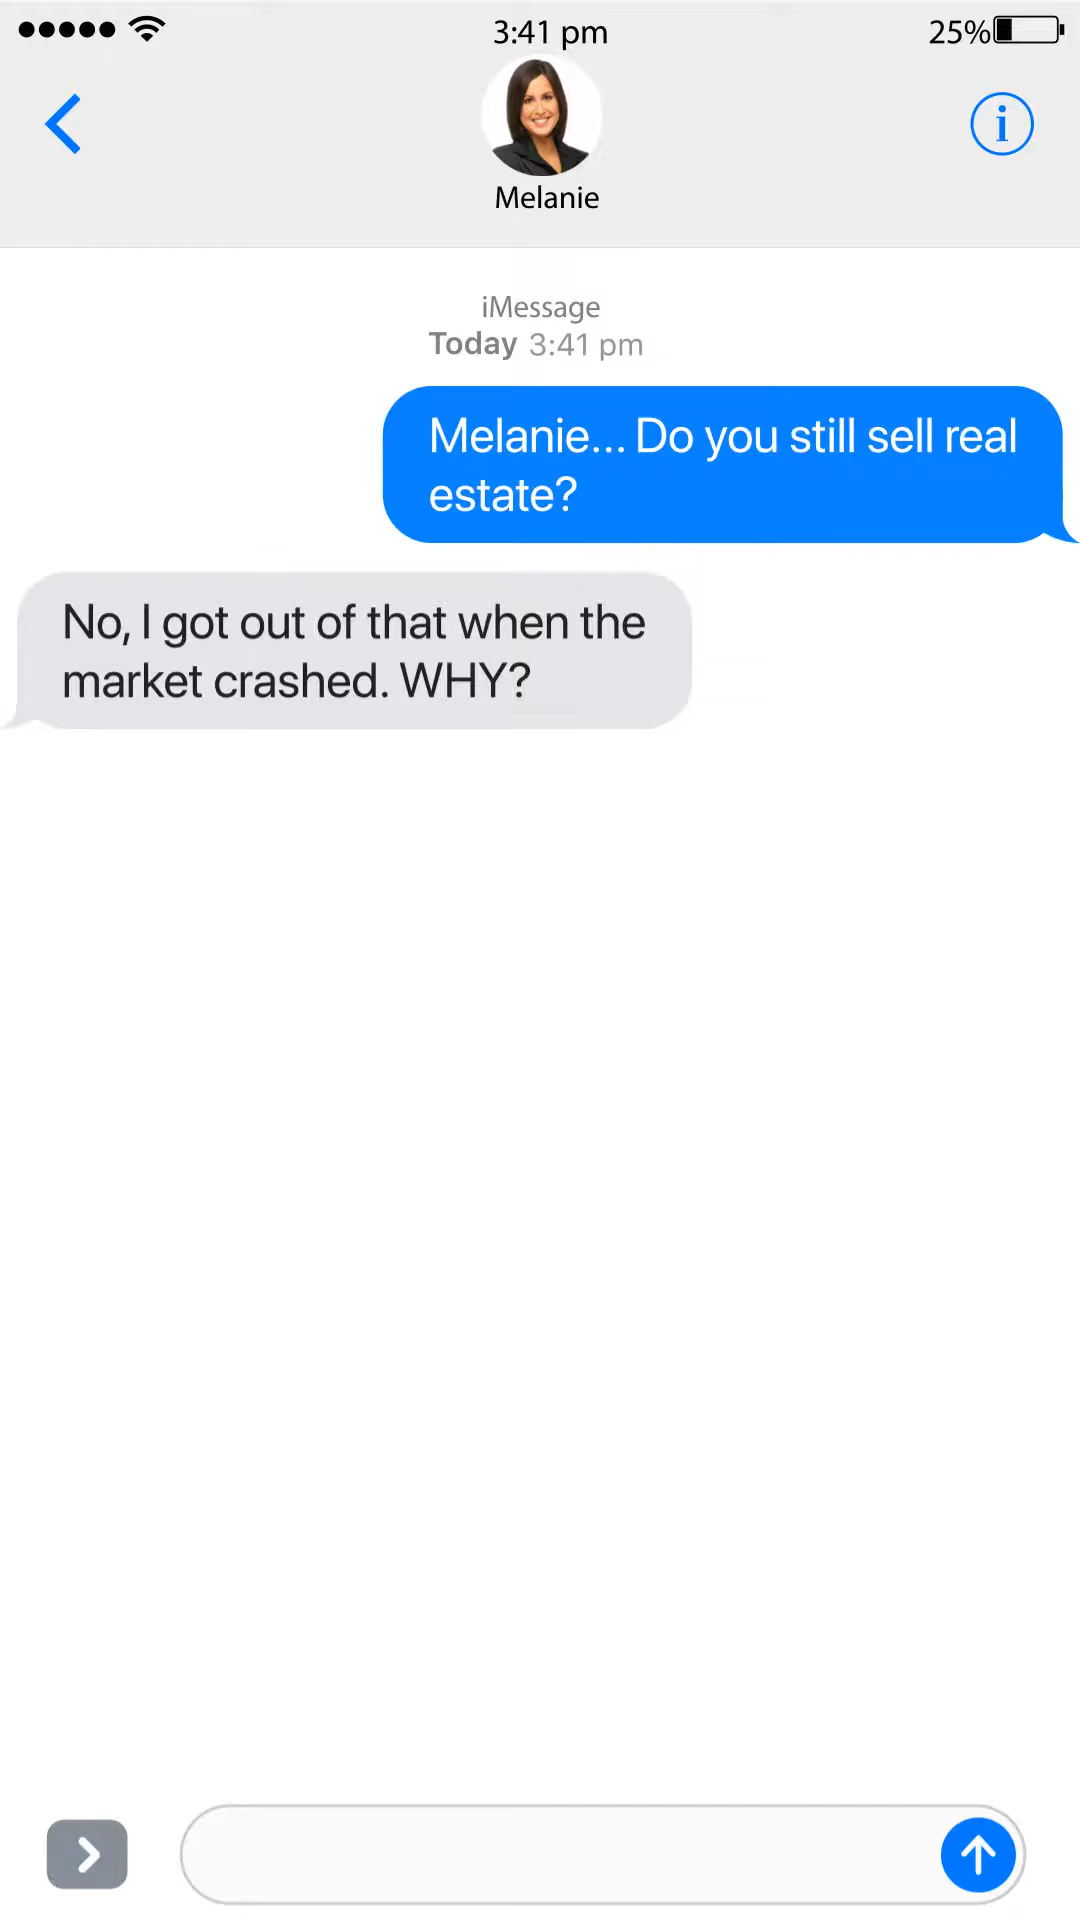 3:41 pm
25%
Melanie
iMessage
Today 3:41 pm
Melanie... Do you still sell real
estate?
No, I got out of that when the
market crashed. WHY?